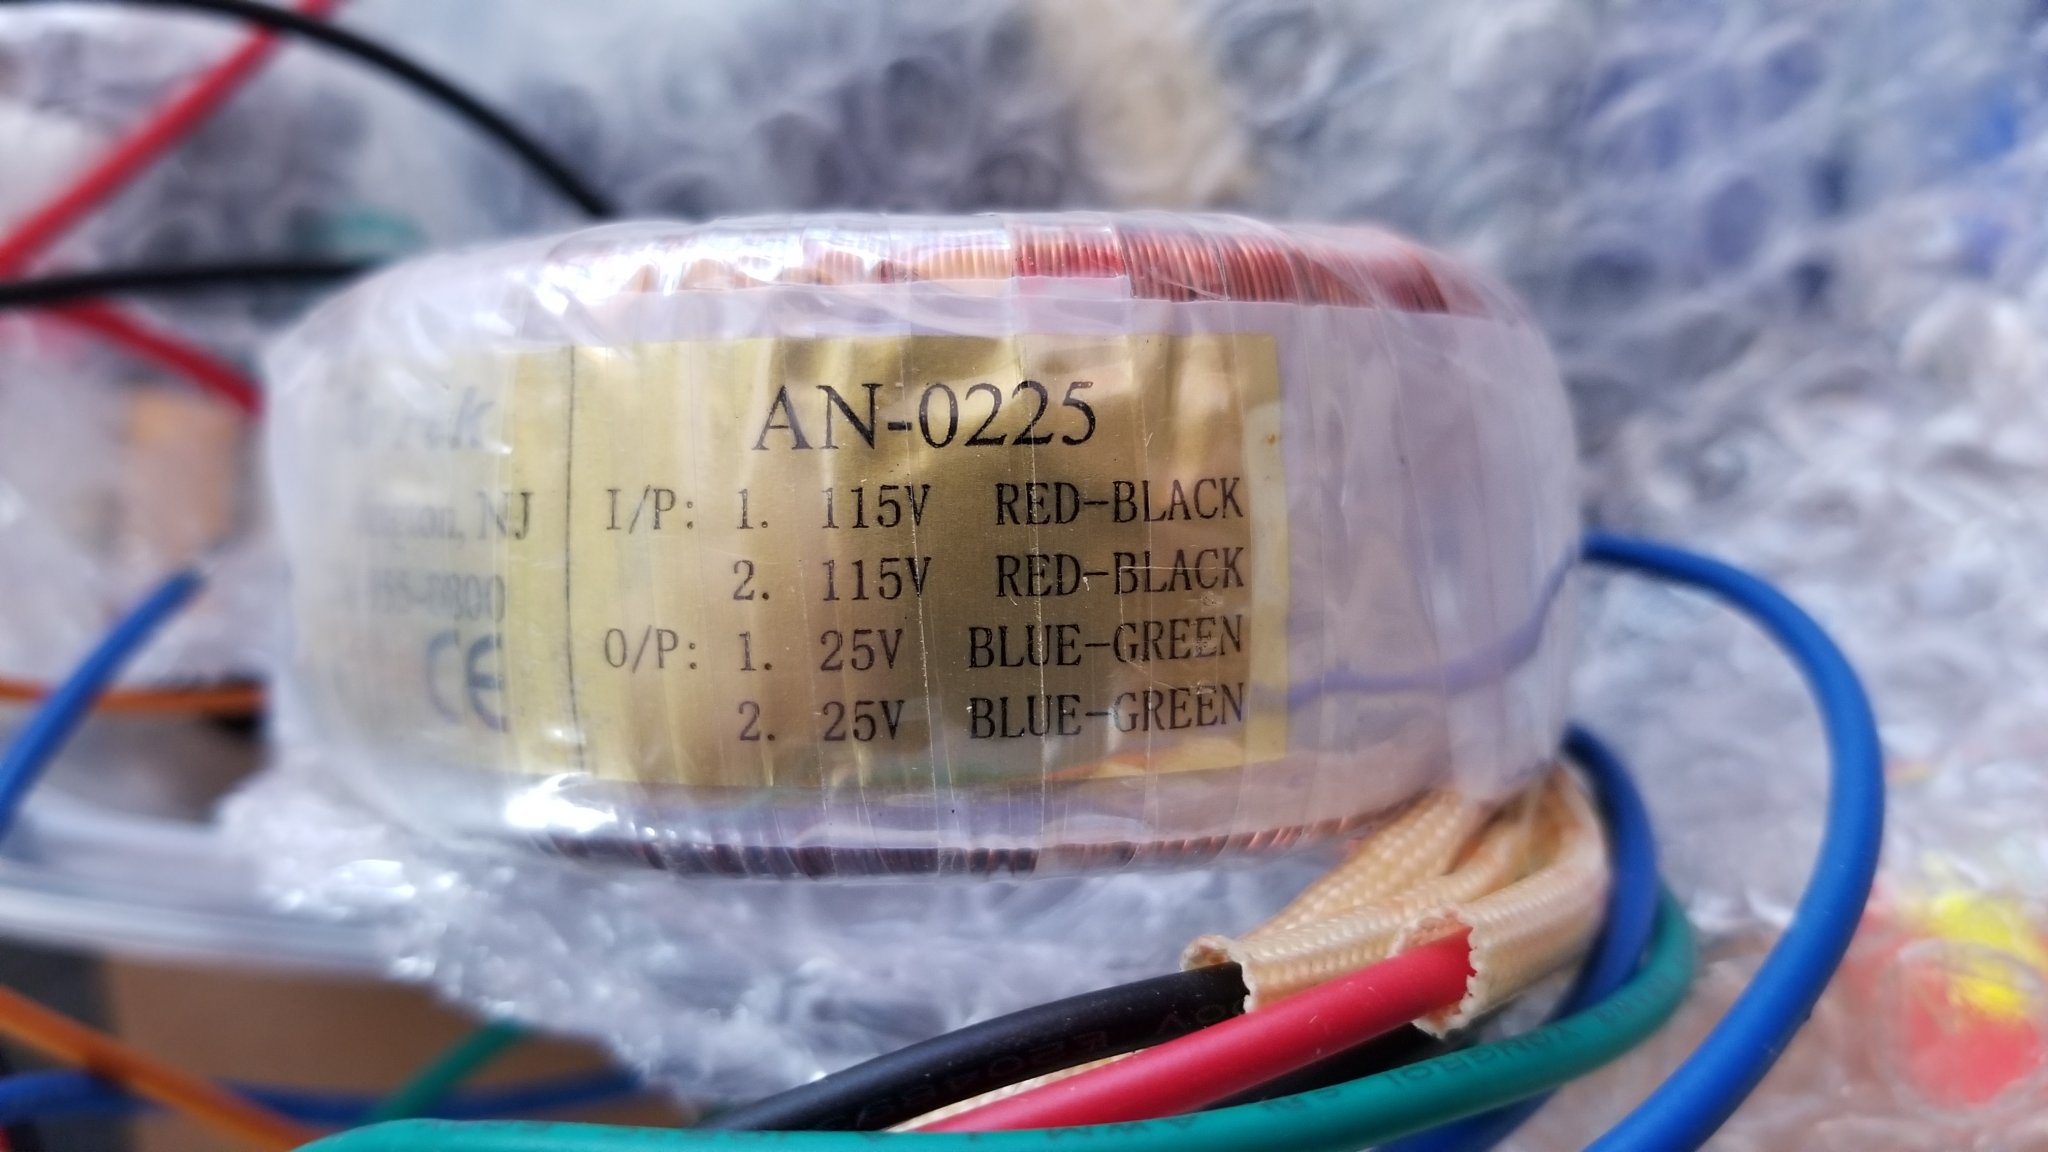 AN-0225
NJ
I/P: 1. 115V RED-BLACK
2. 115V RED-BLACK
O/P: 1. 25V BLUE-GREEN
2. 25V BLUE-GREEN
CE